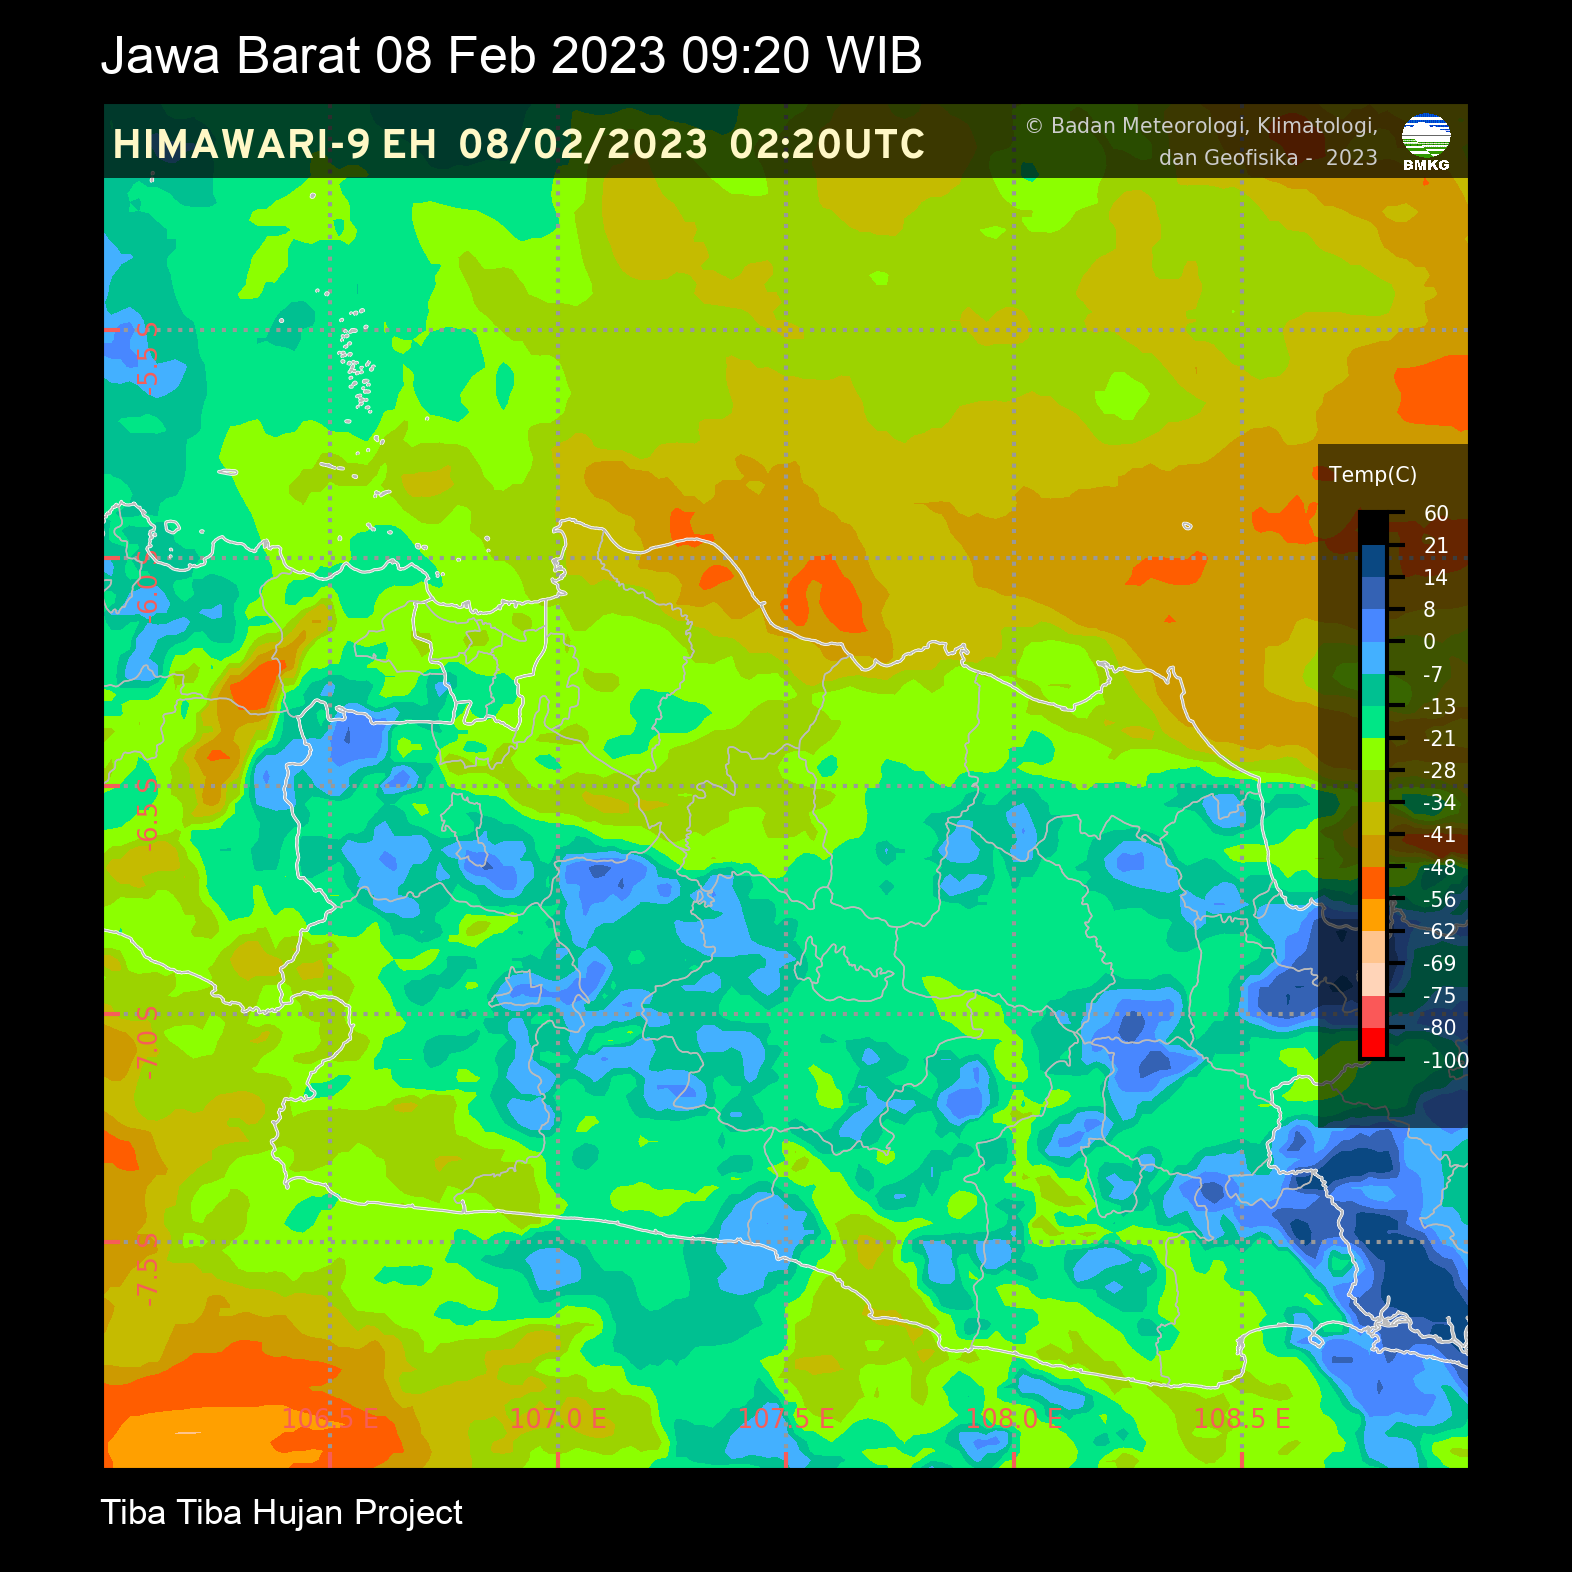 Jawa Barat 08 Feb 2023 09:20 WIB
HIMAWARI-9 EH 08/02/2023 02:20UTC
© Badan Meteorologi, Klimatologi,
dan Geofisika - 2023
BMKG
-5.5 S
-6.0 S
-6.5 S
-7.0 S
-7.5 S
Temp(C)
60
21
14
8
0
-7
-13
-21
-28
-34
-41
-48
-56
-62
-69
-75
-80
-100
106.5 E
107.0 E
107.5 E
108.0 E
108.5 E
Tiba Tiba Hujan Project